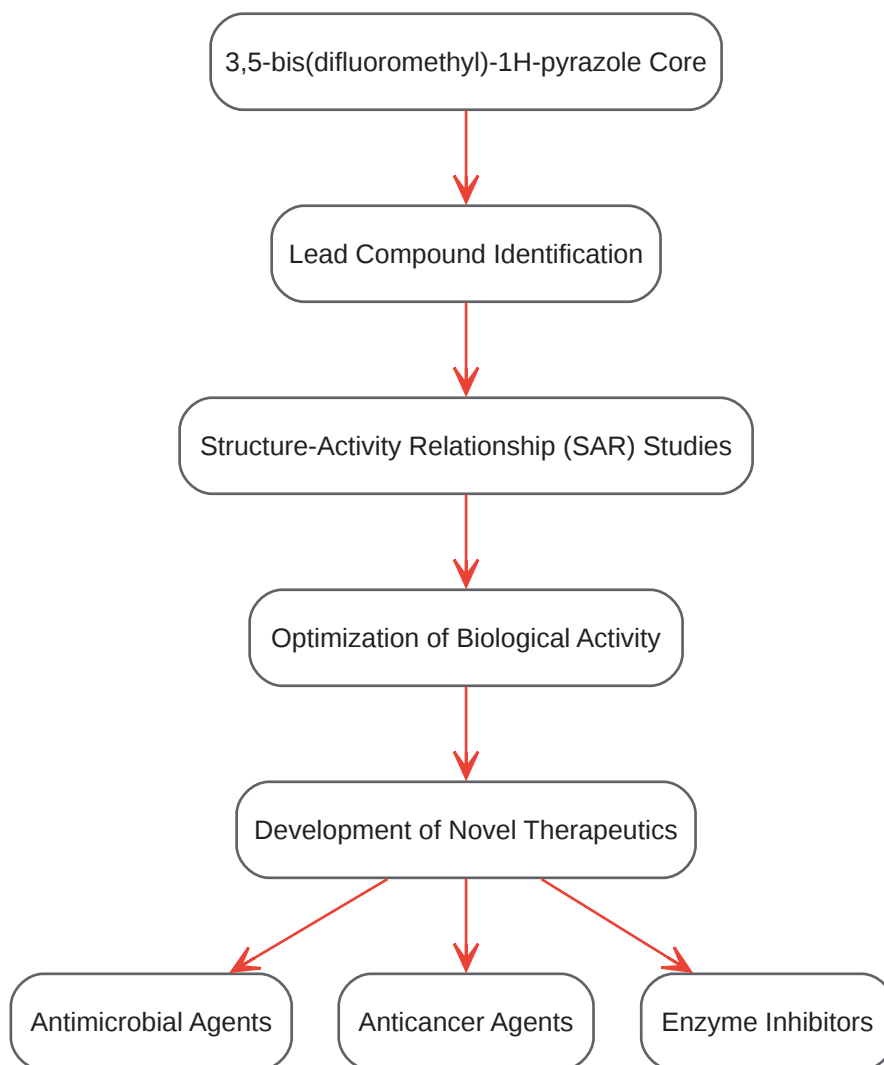 3,5-bis(difluoromethyl)-1H-pyrazole Core
Lead Compound Identification
Structure-Activity Relationship (SAR) Studies
Optimization of Biological Activity
Development of Novel Therapeutics
Antimicrobial Agents
Anticancer Agents
Enzyme Inhibitors